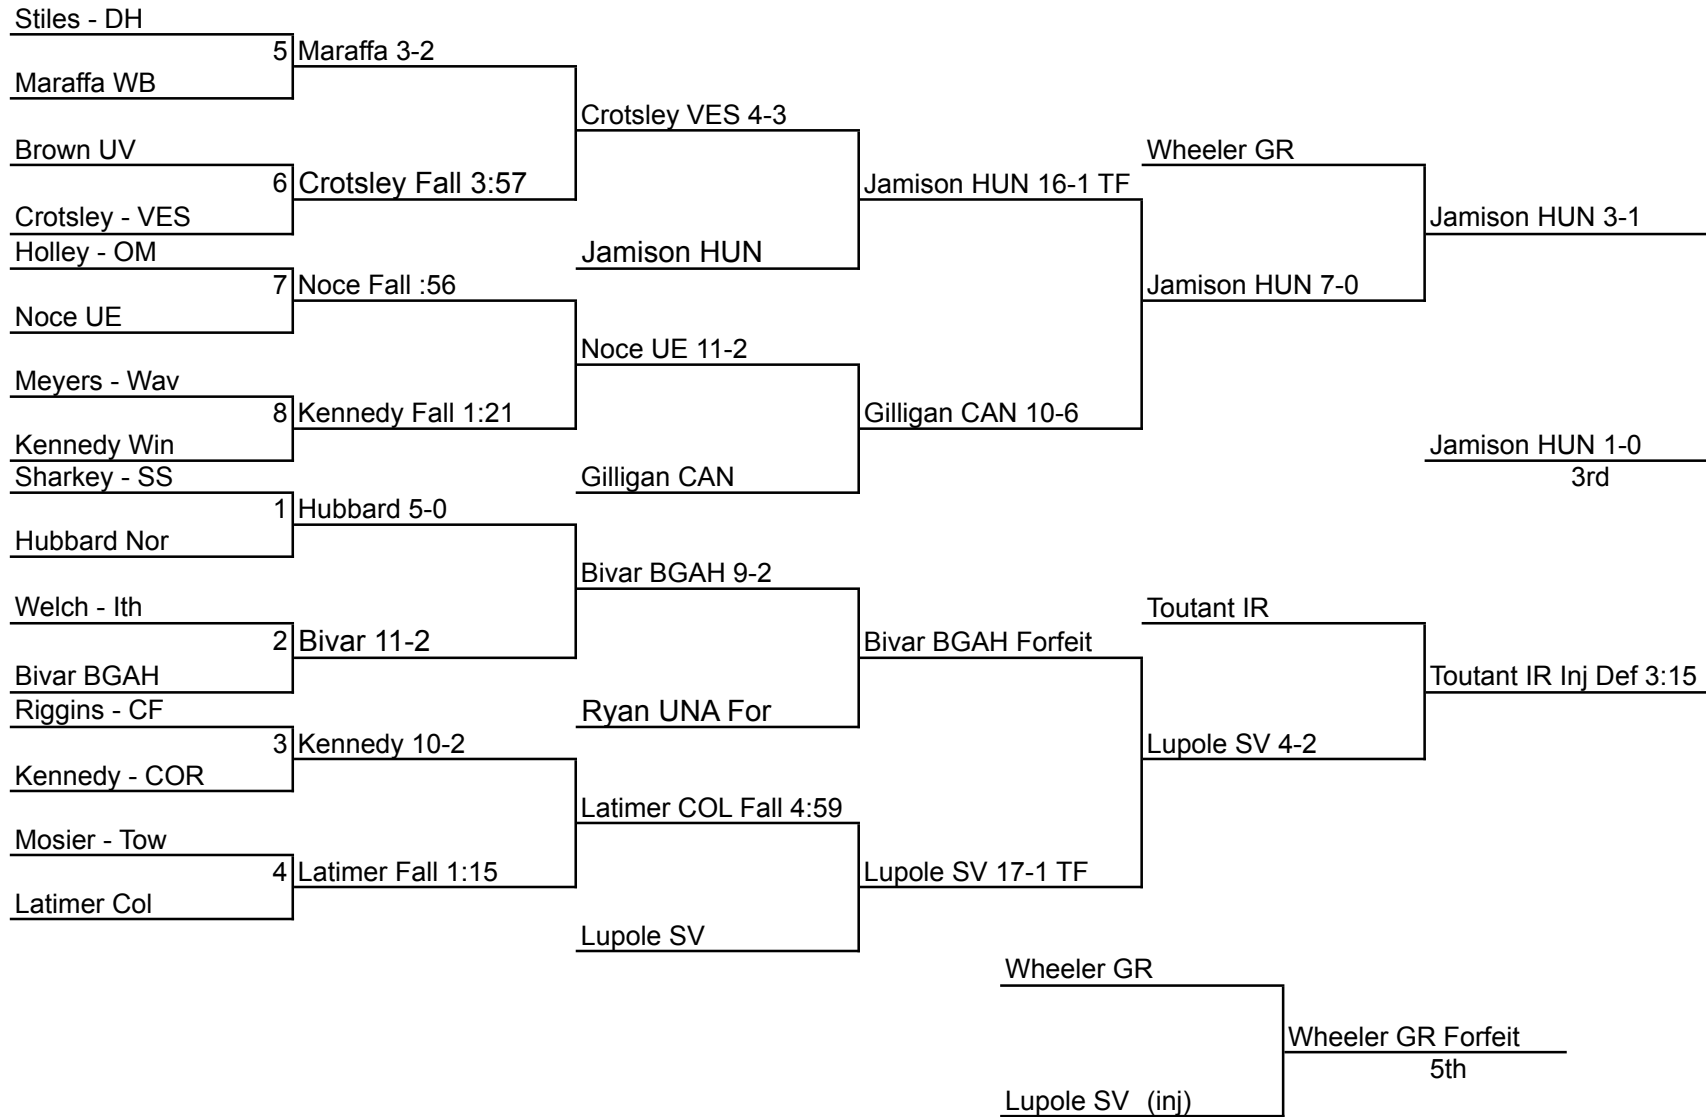 Stiles - DH
5 Maraffa 3-2
Maraffa WB
Crotsley VES 4-3
Brown UV
Wheeler GR
6 Crotsley Fall 3:57
Jamison HUN 16-1 TF
Crotsley - VES
Jamison HUN 3-1
Holley - OM
Jamison HUN
7 Noce Fall :56
Jamison HUN 7-0
Noce UE
Noce UE 11-2
Meyers - Wav
8 Kennedy Fall 1:21
Gilligan CAN 10-6
Kennedy Win
Jamison HUN 1-0
Sharkey - SS
Gilligan CAN
3rd
1 Hubbard 5-0
Hubbard Nor
Bivar BGAH 9-2
Welch - Ith
Toutant IR
2 Bivar 11-2
Bivar BGAH Forfeit
Bivar BGAH
Toutant IR Inj Def 3:15
Riggins - CF
Ryan UNA For
3 Kennedy 10-2
Lupole SV 4-2
Kennedy - COR
Latimer COL Fall 4:59
Mosier - Tow
4 Latimer Fall 1:15
Lupole SV 17-1 TF
Latimer Col
Lupole SV
Wheeler GR
Wheeler GR Forfeit
5th
Lupole SV (inj)